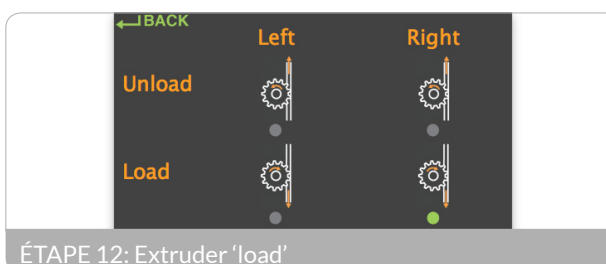 BACK
Left Right
Unload
Load
ÉTAPE 12: Extruder ‘load’